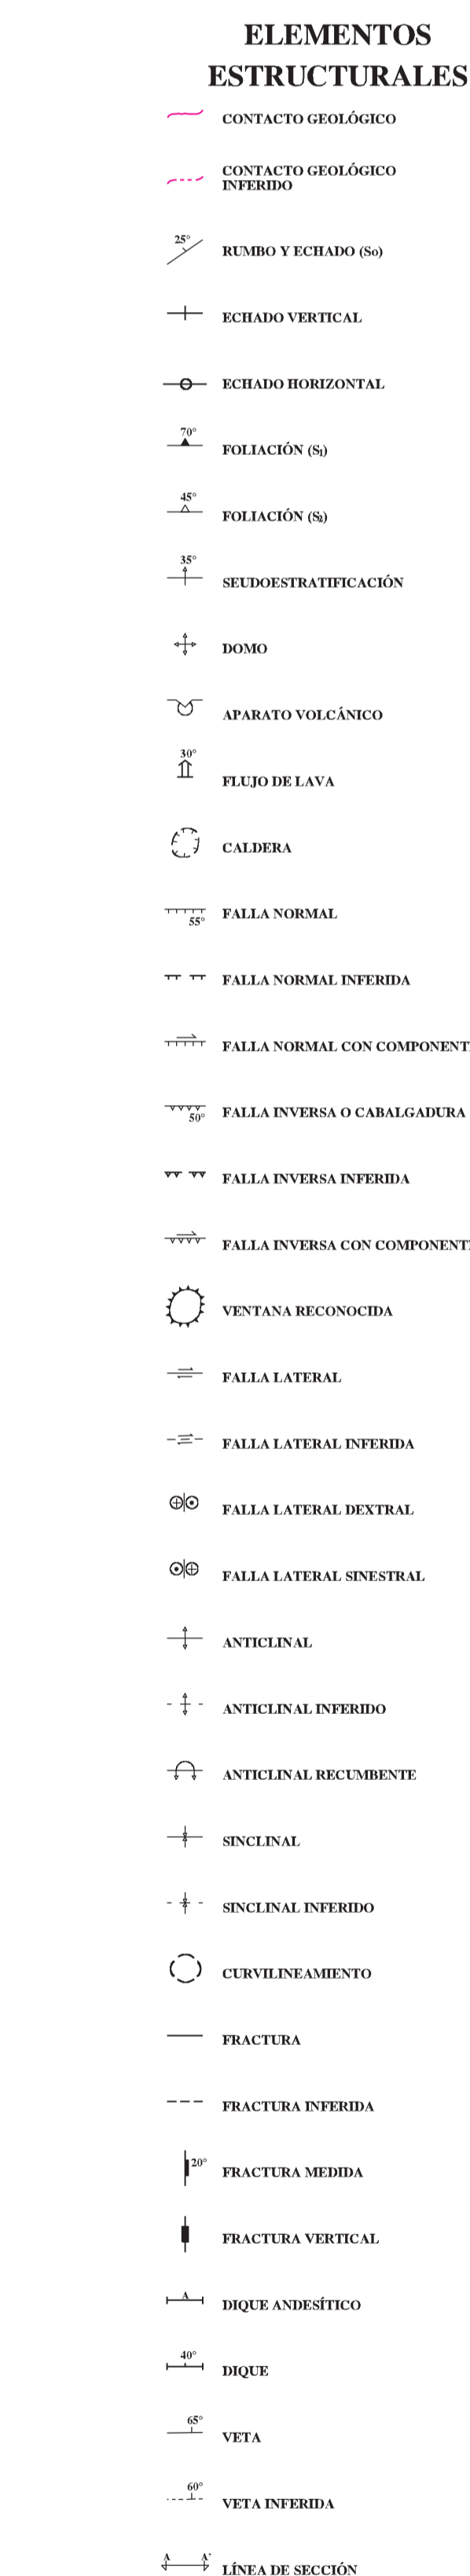 ELEMENTOS
ESTRUCTURALES
CONTACTO GEOLÓGICO
CONTACTO GEOLÓGICO
INFERIDO
25°
RUMBO Y ECHADO (So)
ECHADO VERTICAL
ECHADO HORIZONTAL
70°
FOLIACIÓN (S1)
45°
FOLIACIÓN (S2)
35°
SEUDOESTRATIFICACIÓN
DOMO
APARATO VOLCÁNICO
30°
FLUJO DE LAVA
CALDERA
FALLA NORMAL
55°
FALLA NORMAL INFERIDA
FALLA NORMAL CON COMPONENT
FALLA INVERSA O CABALGADURA
50°
FALLA INVERSA INFERIDA
FALLA INVERSA CON COMPONENT
VENTANA RECONOCIDA
FALLA LATERAL
FALLA LATERAL INFERIDA
FALLA LATERAL DEXTRAL
FALLA LATERAL SINESTRAL
ANTICLINAL
ANTICLINAL INFERIDO
ANTICLINAL RECUMBENTE
SINCLINAL
SINCLINAL INFERIDO
CURVILINEAMIENTO
FRACTURA
FRACTURA INFERIDA
20°
FRACTURA MEDIDA
FRACTURA VERTICAL
A
DIQUE ANDESÍTICO
40°
DIQUE
65°
VETA
60°
VETA INFERIDA
A A'
LÍNEA DE SECCIÓN